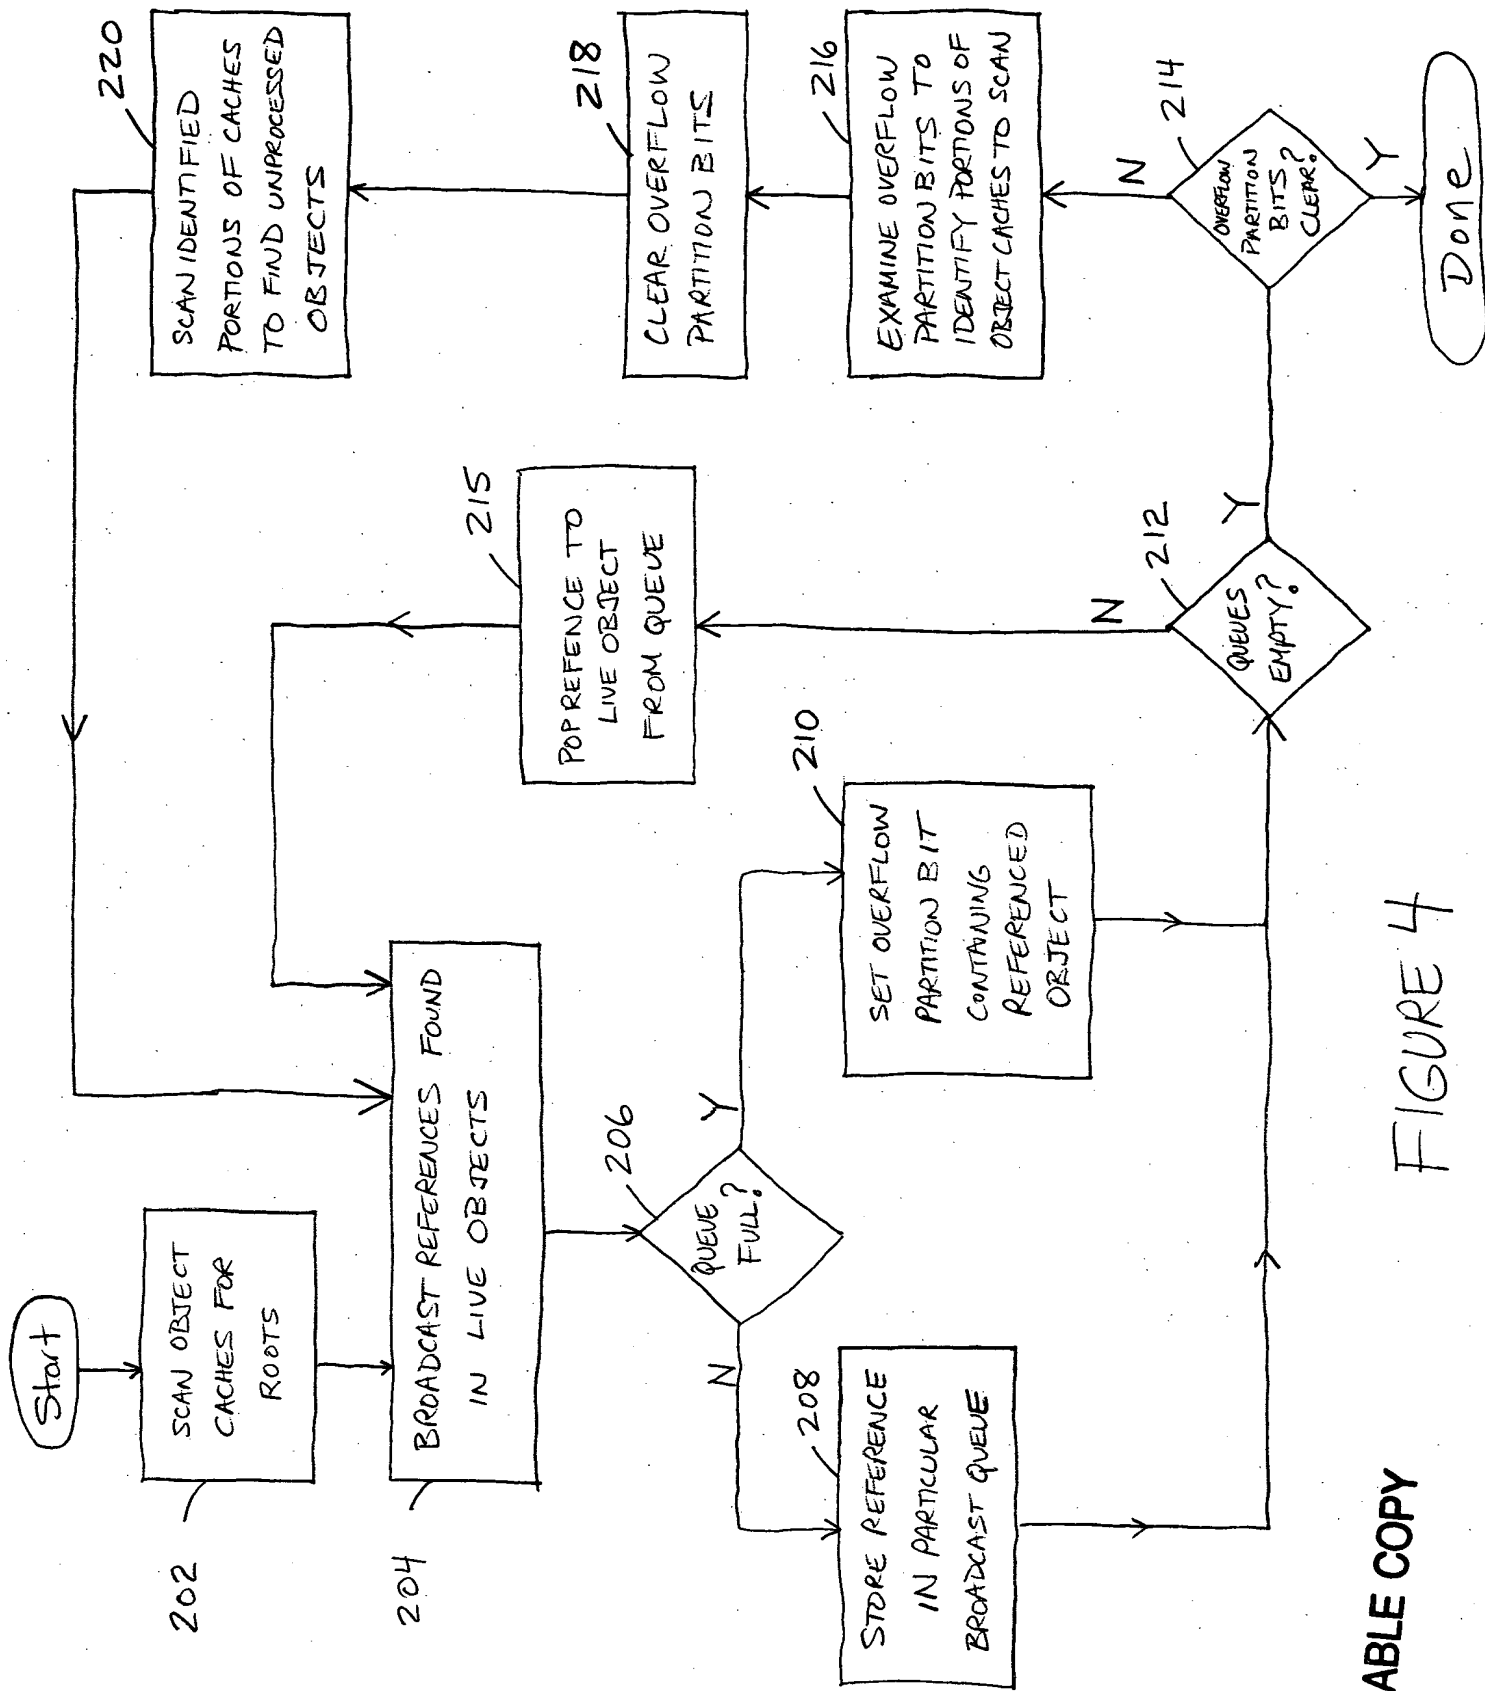 Start
SCAN OBJECT
CACHES FOR
ROOTS
202
BROADCAST REFERENCES FOUND
IN LIVE OBJECTS
204
QUEUE
FULL?
206
N
Y
STORE REFERENCE
IN PARTICULAR
BROADCAST QUEUE
208
SET OVERFLOW
PARTITION BIT
CONTAINING
REFERENCED
OBJECT
210
QUEUES
EMPTY?
212
N
Y
POP REFERENCE TO
LIVE OBJECT
FROM QUEUE
215
OVERFLOW
PARTITION
BITS
CLEAR?
214
N
Y
Done
EXAMINE OVERFLOW
PARTITION BITS TO
IDENTIFY PORTIONS OF
OBJECT CACHES TO SCAN
216
CLEAR OVERFLOW
PARTITION BITS
218
SCAN IDENTIFIED
PORTIONS OF CACHES
TO FIND UNPROCESSED
OBJECTS
220
FIGURE 4
ABLE COPY